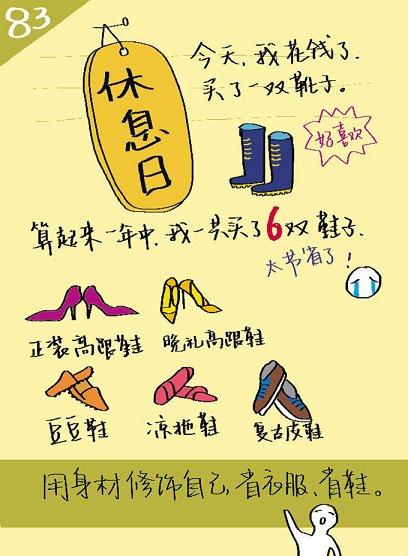 83
休息日
今天,我花钱了.
买了一双靴子。
好喜欢
算起来一年中,我一共买了6双鞋子.
太节省了!
正装高跟鞋
晚礼高跟鞋
豆豆鞋
凉拖鞋
复古皮鞋
用身材修饰自己,省衣服、省鞋。